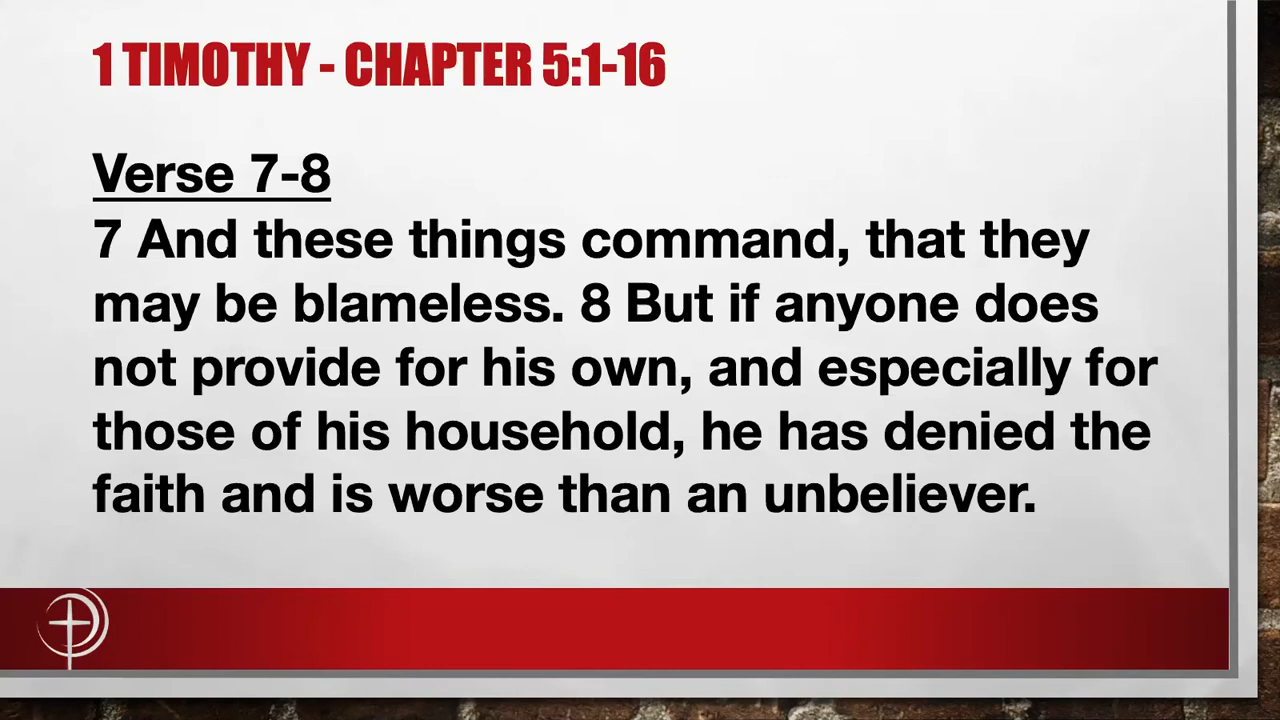 1 TIMOTHY - CHAPTER 5:1-16
Verse 7-8
7 And these things command, that they
may be blameless. 8 But if anyone does
not provide for his own, and especially for
those of his household, he has denied the
faith and is worse than an unbeliever.